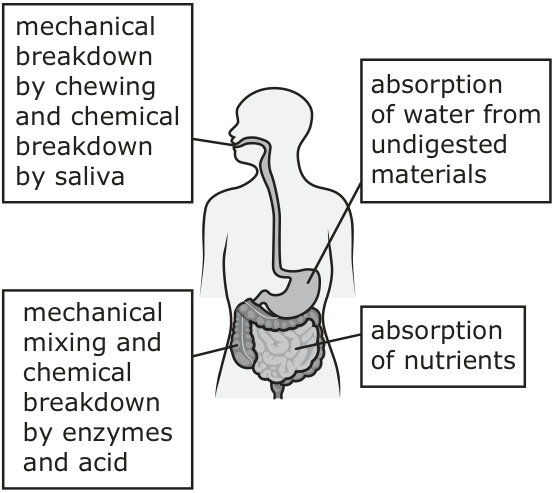 mechanical
breakdown
by chewing
and chemical
breakdown
by saliva
absorption
of water from
undigested
materials
mechanical
mixing and
chemical
breakdown
by enzymes
and acid
absorption
of nutrients